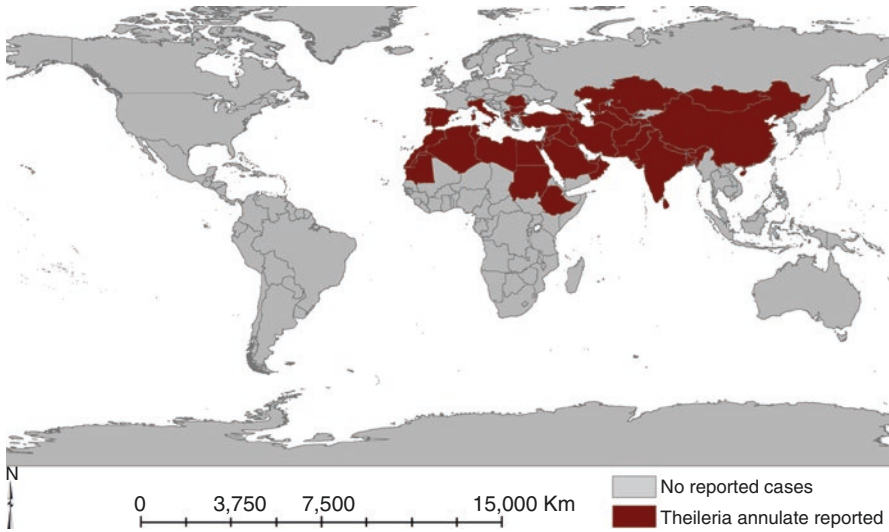 N
0 3,750 7,500 15,000 Km
No reported cases
Theileria annulate reported